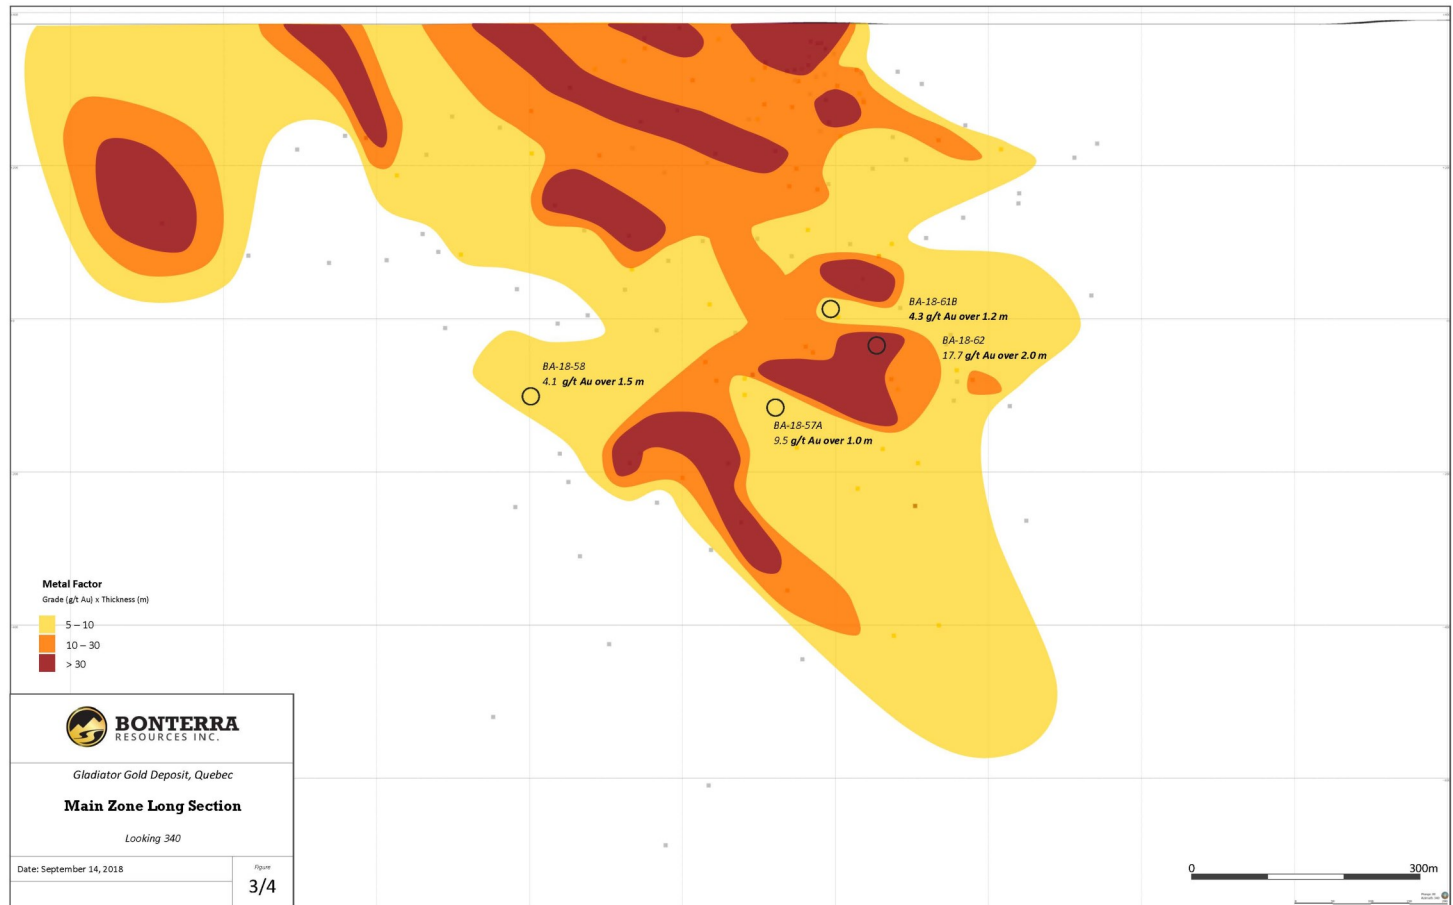 BA-18-61B
4.3 g/t Au over 1.2 m
BA-18-62
17.7 g/t Au over 2.0 m
BA-18-58
4.1 g/t Au over 1.5 m
BA-18-57A
9.5 g/t Au over 1.0 m
Metal Factor
Grade (g/t Au) x Thickness (m)
5 – 10
10 – 30
> 30
BONTERRA
RESOURCES INC.
Gladiator Gold Deposit, Quebec
Main Zone Long Section
Looking 340
Date: September 14, 2018
Figure
3/4
0 300m